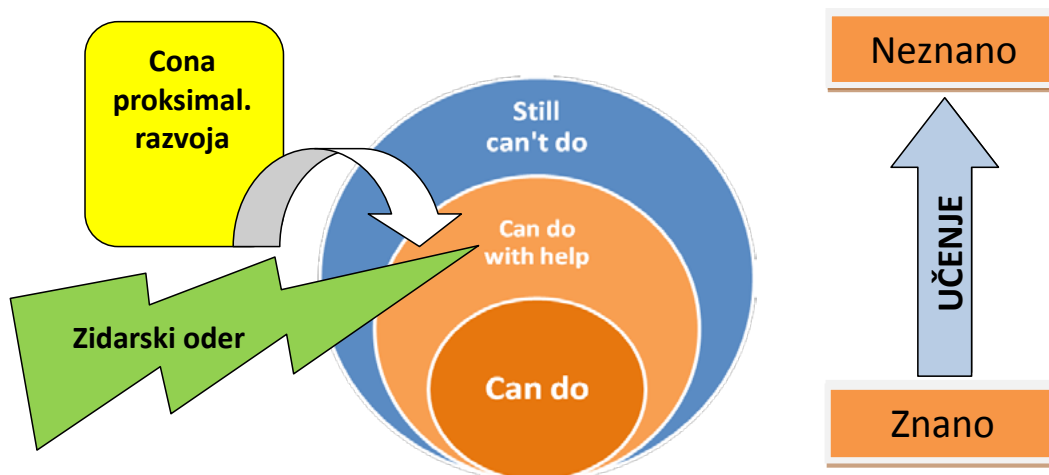 Cona
proksimal.
razvoja
Zidarski oder
Still
can't do
Can do
with help
Can do
Neznano
UČENJE
Znano